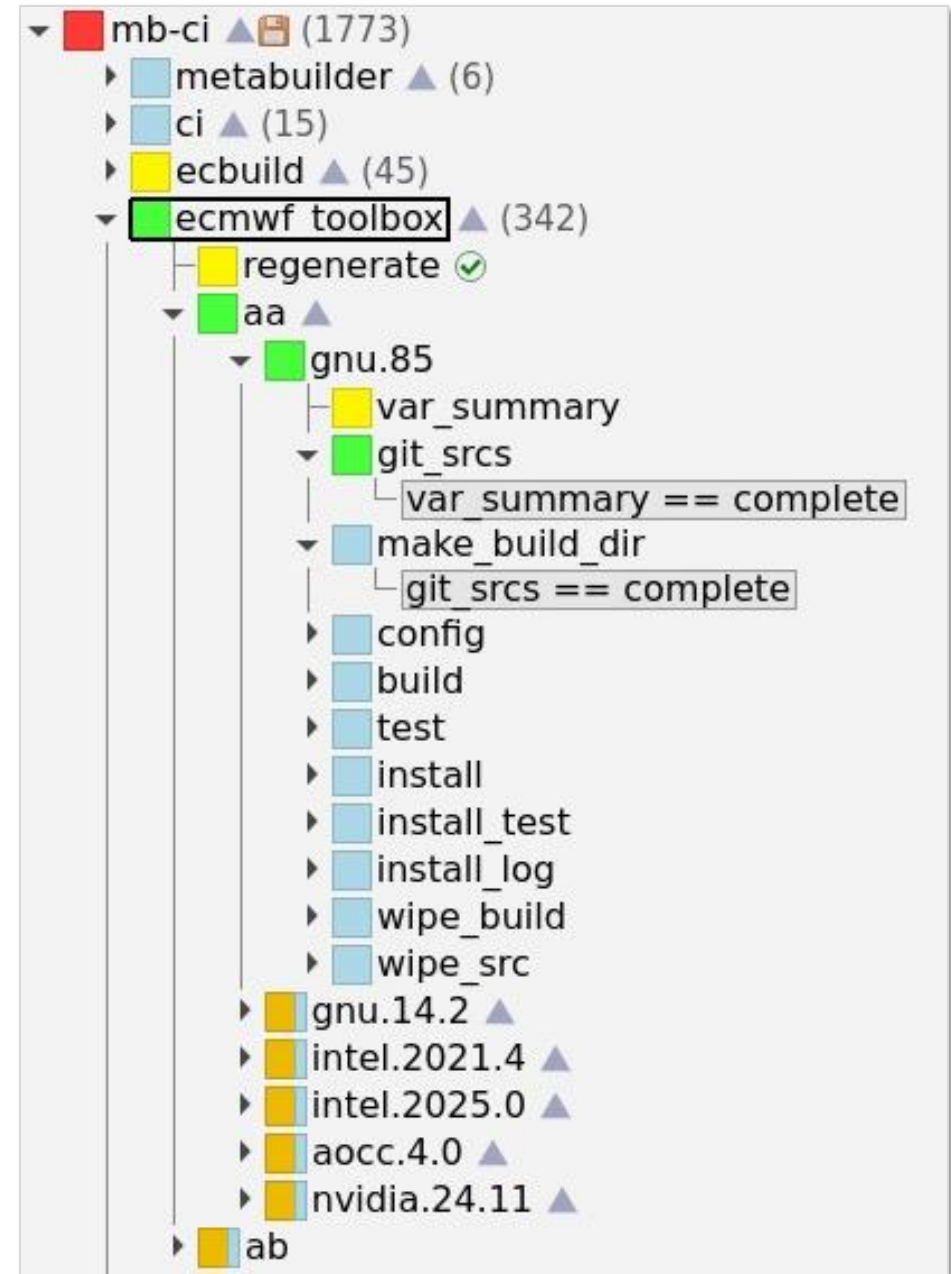 mb-ci (1773)
metabuilder (6)
ci (15)
ecbuild (45)
ecmwf_toolbox (342)
regenerate
aa
gnu.85
var_summary
git_srcs
var_summary == complete
make_build_dir
git_srcs == complete
config
build
test
install
install_test
install_log
wipe_build
wipe_src
gnu.14.2
intel.2021.4
intel.2025.0
aocc.4.0
nvidia.24.11
ab